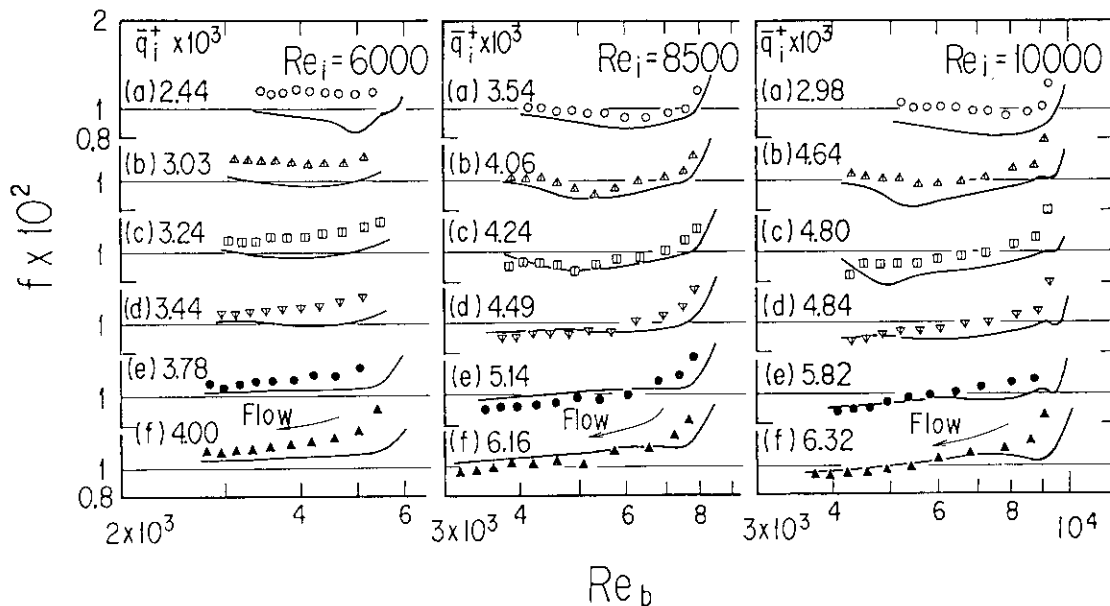 f x 10²
2
1
0.8
1
1
1
1
1
0.8
q̄ᵢ⁺ x10³
Reᵢ=6000
(a) 2.44
(b) 3.03
(c) 3.24
(d) 3.44
(e) 3.78
Flow
(f) 4.00
2x10³
4
6
q̄ᵢ⁺x10³
Reᵢ=8500
(a) 3.54
(b) 4.06
(c) 4.24
(d) 4.49
(e) 5.14
Flow
(f) 6.16
3x10³
4
6
8
q̄ᵢ⁺x10³
Reᵢ=10000
(a) 2.98
(b) 4.64
(c) 4.80
(d) 4.84
(e) 5.82
Flow
(f) 6.32
3x10³
4
6
8
10⁴
Re_b